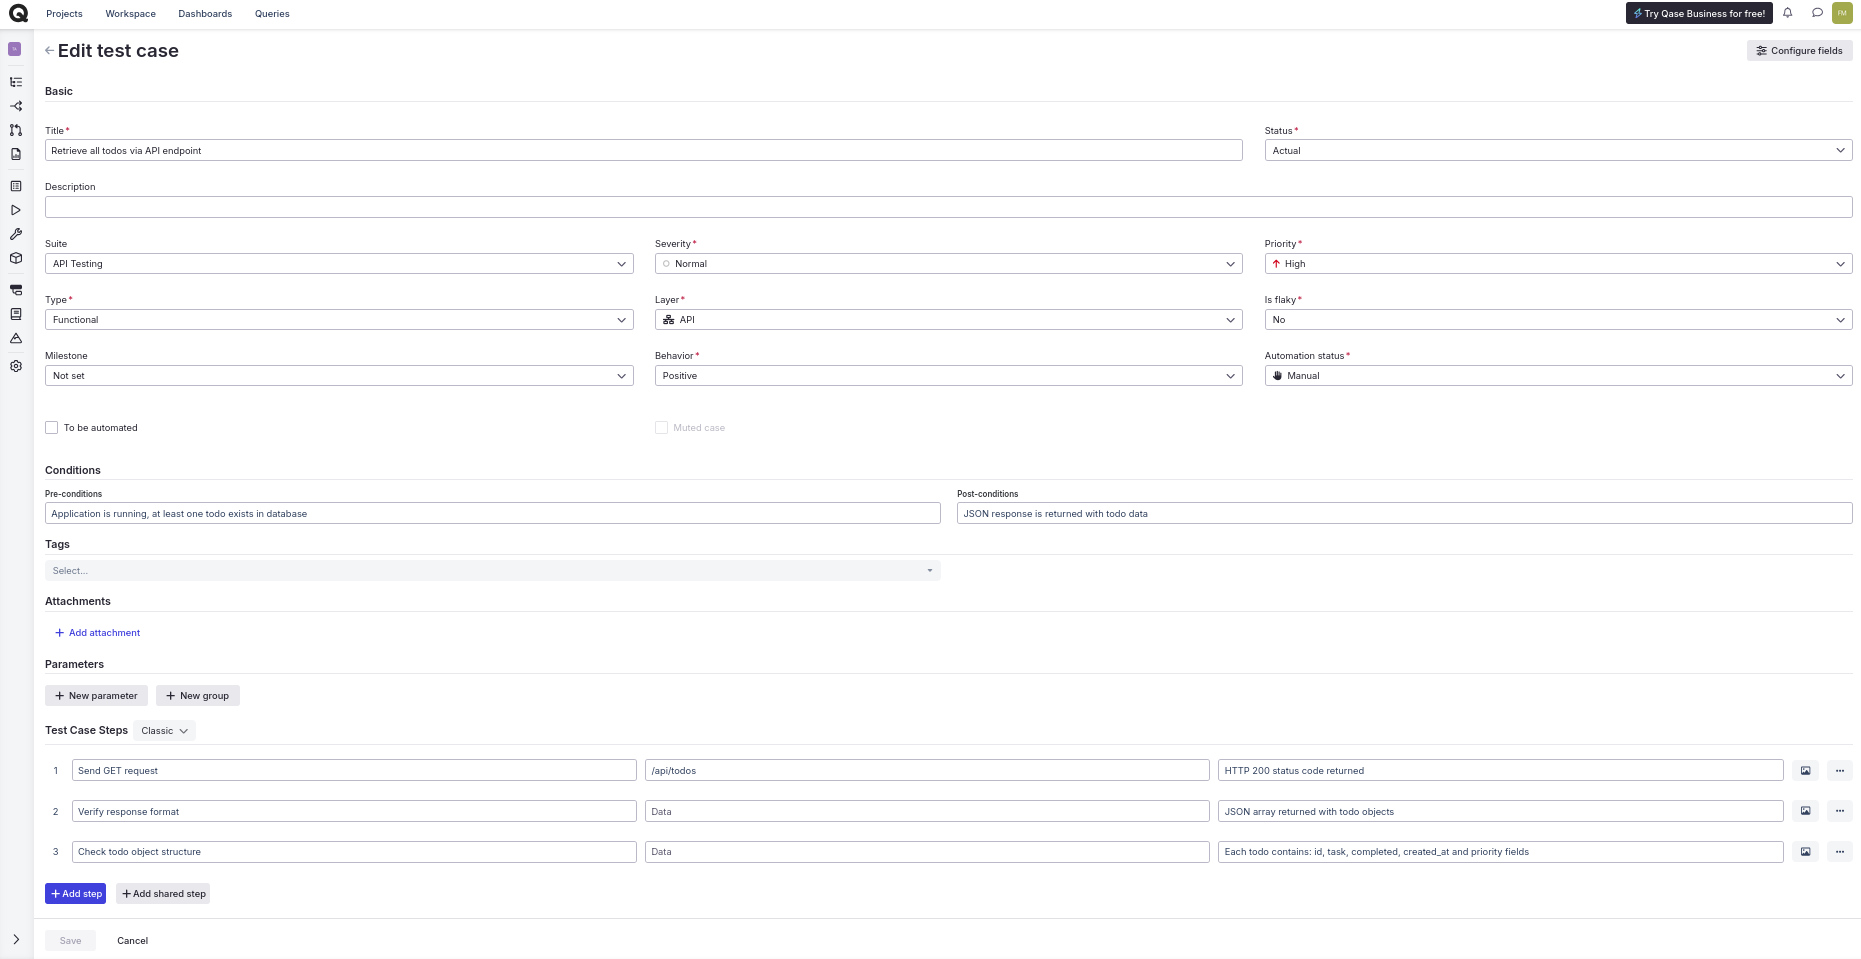 Projects Workspace Dashboards Queries Try Qase Business for free! FM
Edit test case Configure fields
Basic
Title* Status*
Retrieve all todos via API endpoint Actual
Description
Suite Severity* Priority*
API Testing Normal High
Type* Layer* Is flaky*
Functional API No
Milestone Behavior* Automation status*
Not set Positive Manual
To be automated Muted case
Conditions
Pre-conditions Post-conditions
Application is running, at least one todo exists in database JSON response is returned with todo data
Tags
Select...
Attachments
Add attachment
Parameters
New parameter New group
Test Case Steps Classic
1 Send GET request /api/todos HTTP 200 status code returned
2 Verify response format Data JSON array returned with todo objects
3 Check todo object structure Data Each todo contains: id, task, completed, created_at and priority fields
Add step Add shared step
Save Cancel